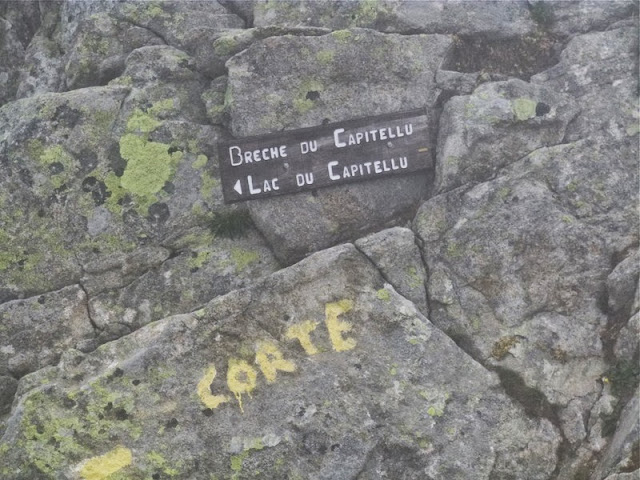 Breche du Capitellu
Lac du Capitellu
CORTE